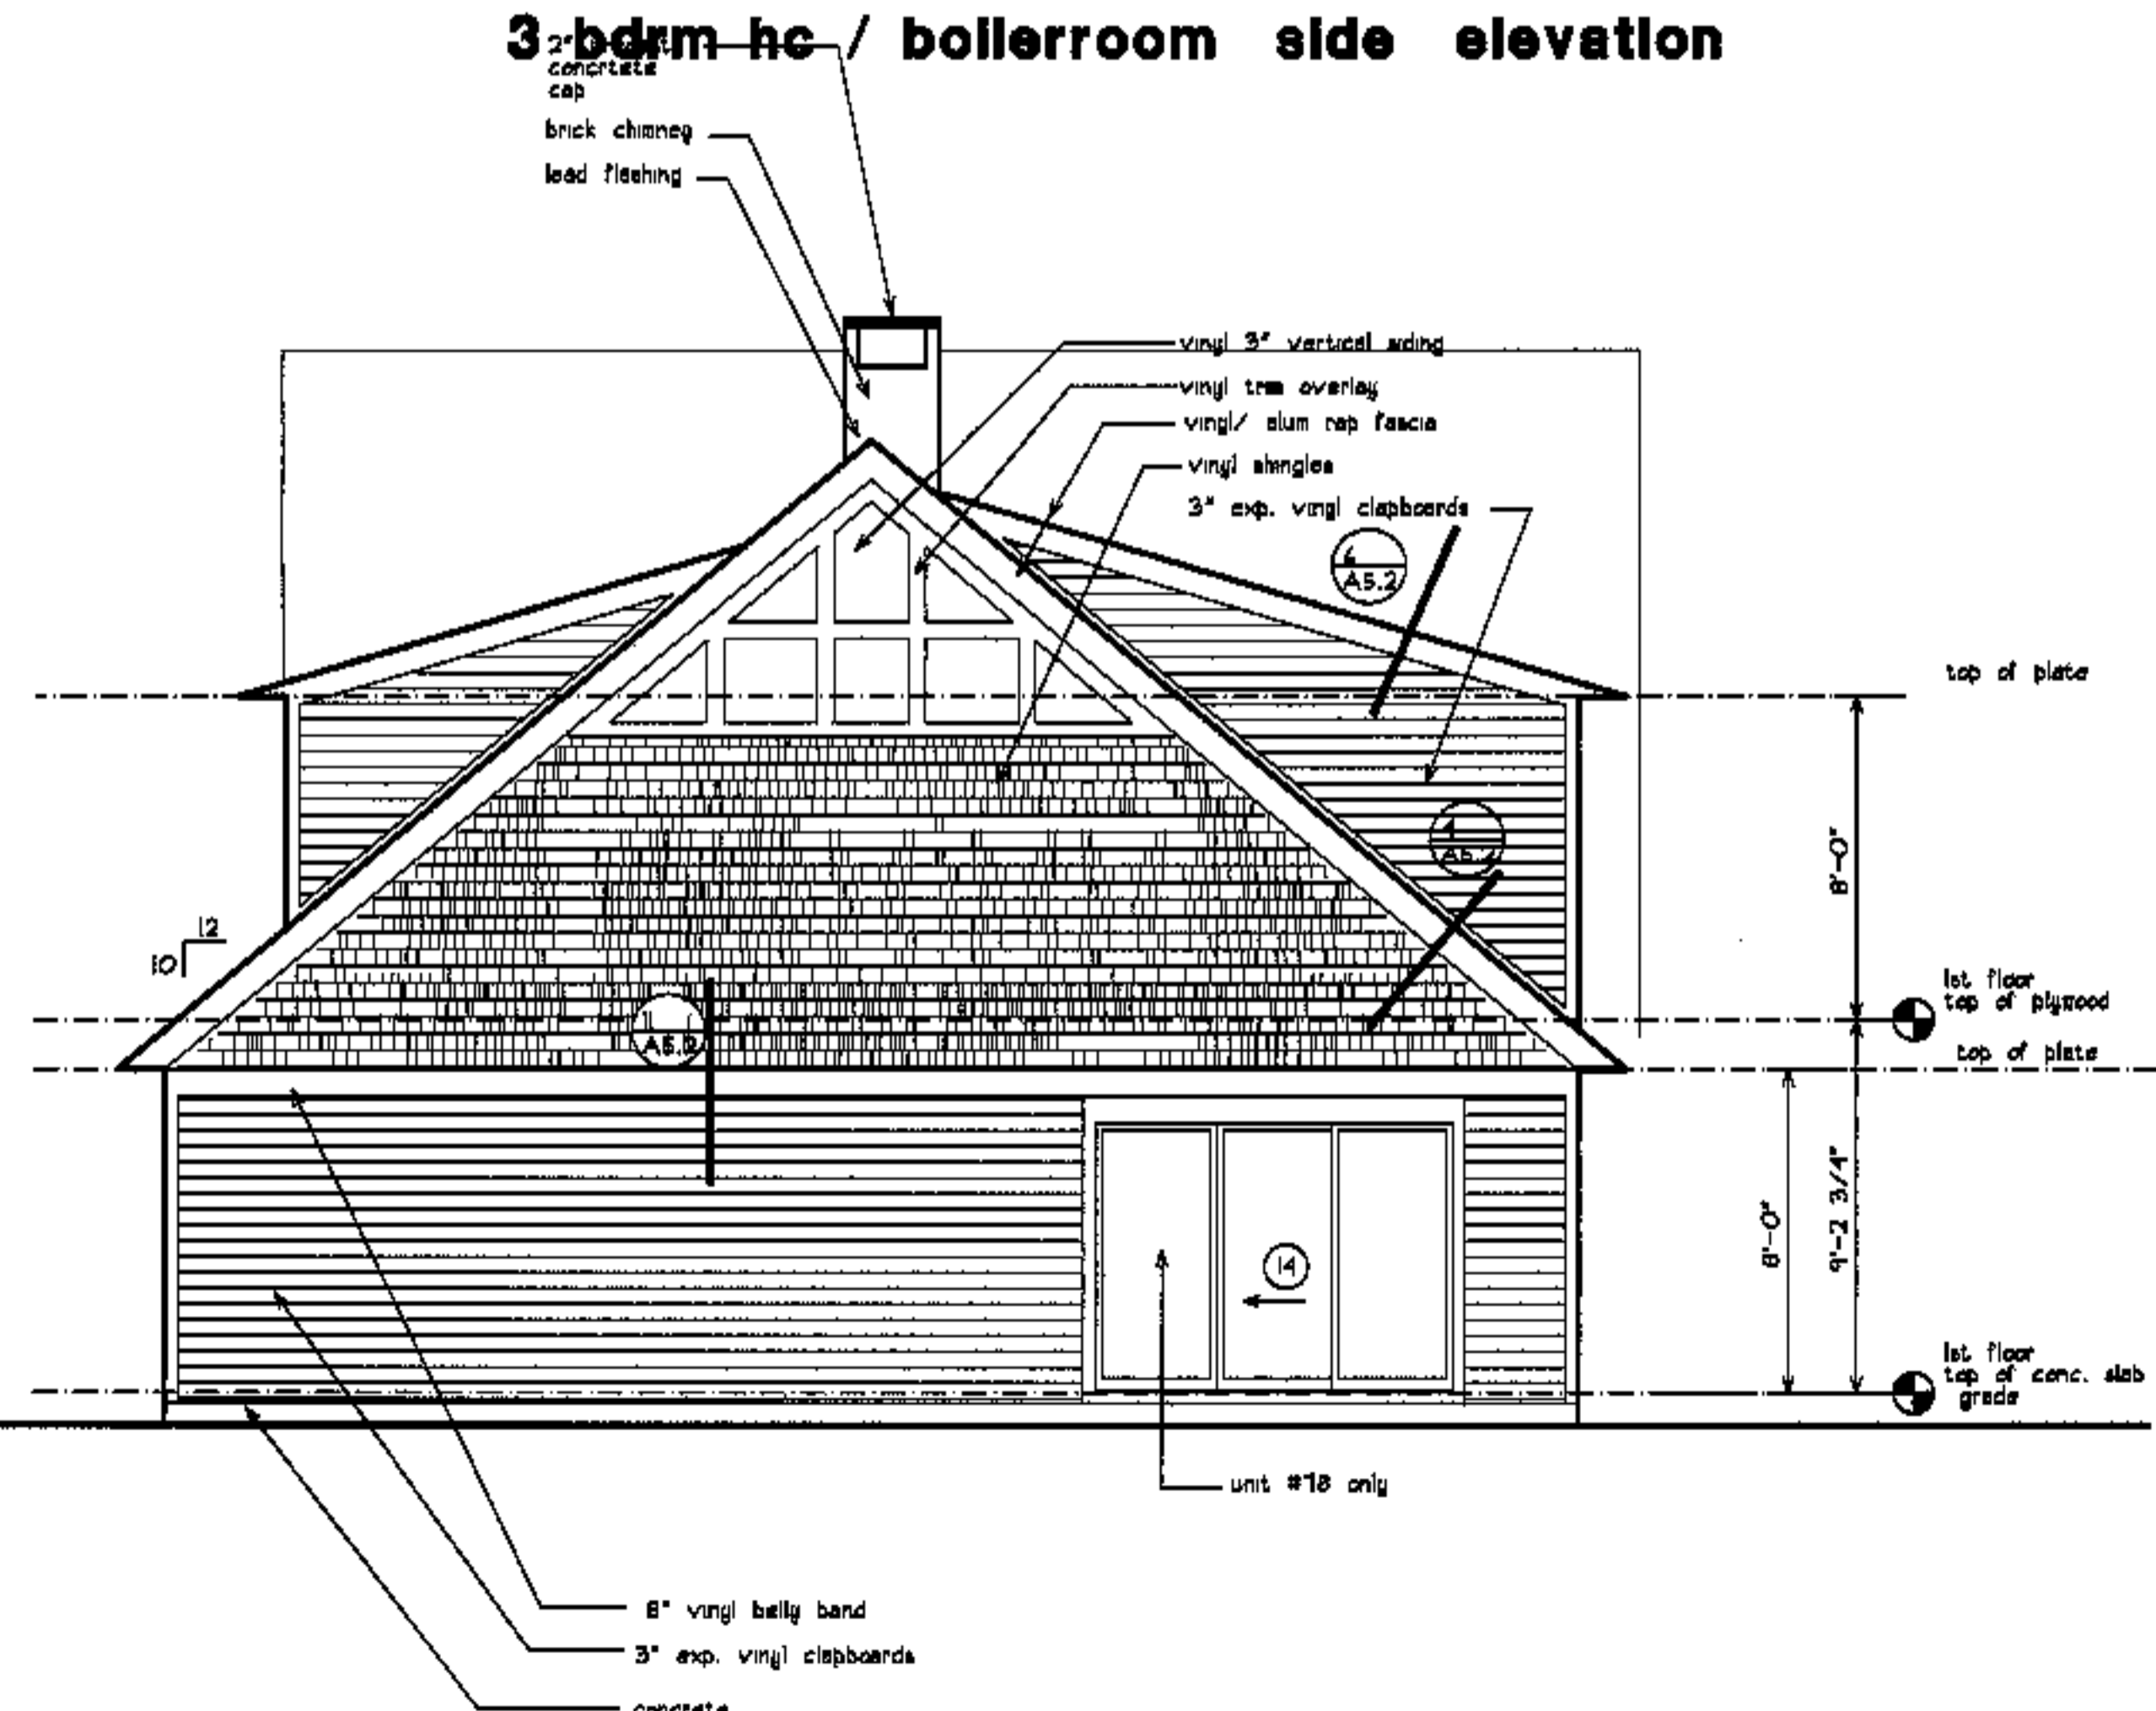 3 bdrm hc / boilerroom side elevation
2"
concrete
cap
brick chimney
lead flashing
vinyl 3" vertical siding
vinyl trim overlay
vinyl/ alum rap fascia
vinyl shingles
3" exp. vinyl clapboards
A5.2
top of plate
8'-0"
12
10
1st floor
top of plywood
1
A5.2
top of plate
8'-0"
9'-2 3/4"
14
1st floor
top of conc. slab
grade
unit #18 only
8" vinyl belly band
3" exp. vinyl clapboards
concrete